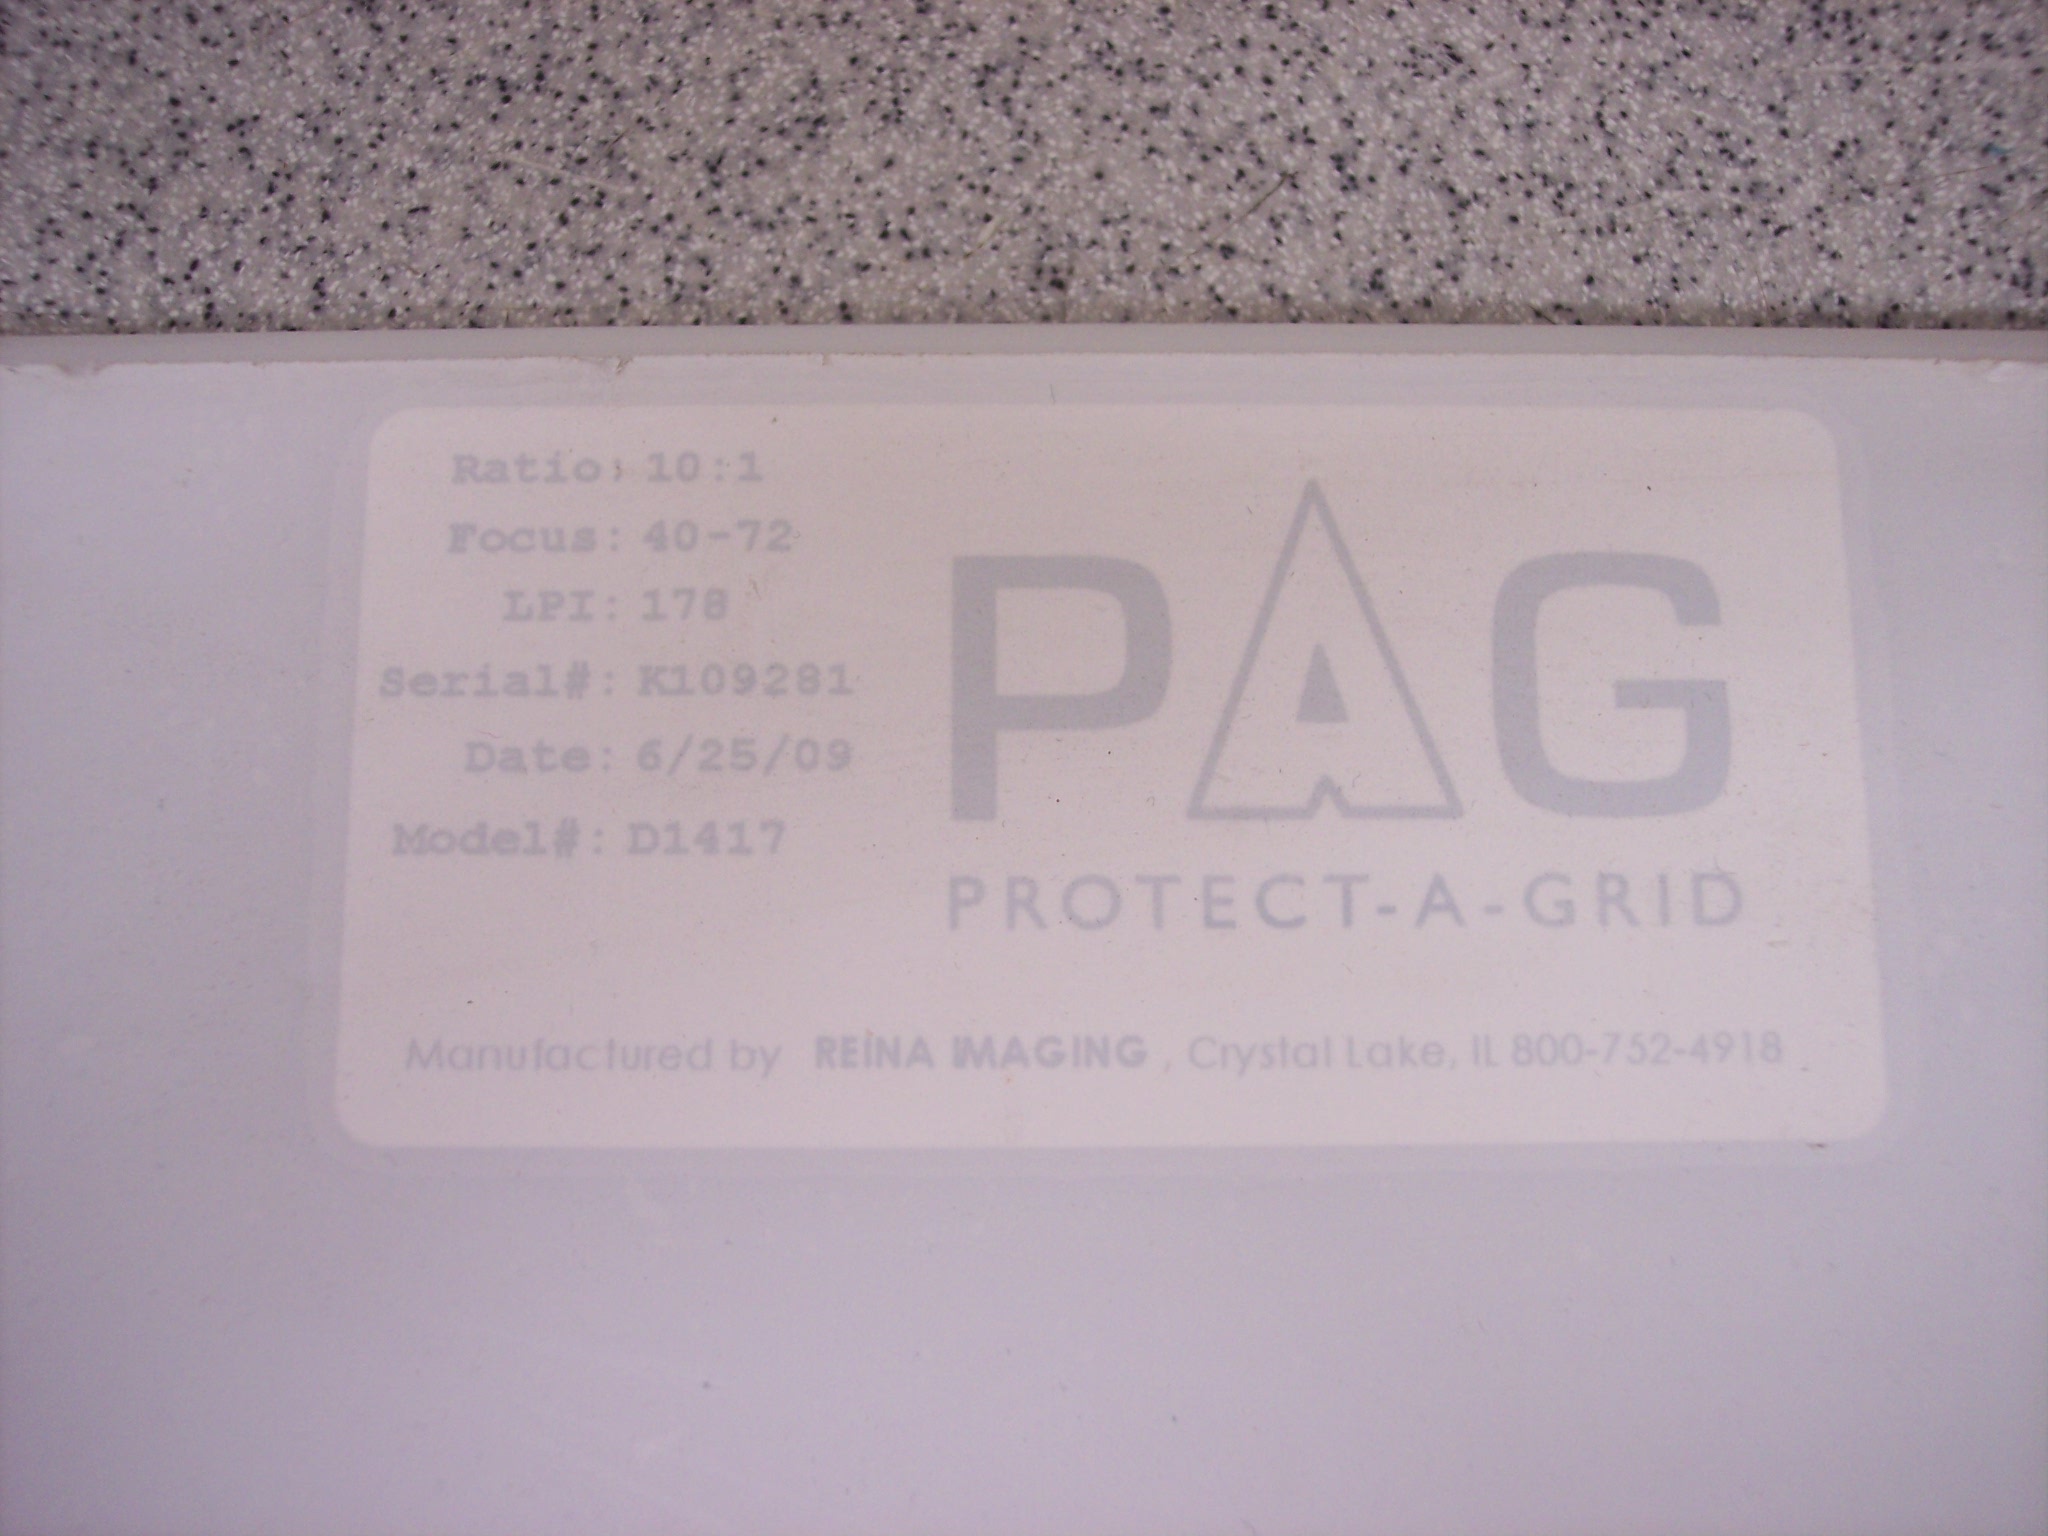 Ratio: 10:1
Focus: 40-72
LPI: 178
Serial#: K109281
Date: 6/25/09
Model#: D1417
PAG
PROTECT-A-GRID
Manufactured by REINA IMAGING, Crystal Lake, IL 800-752-4918